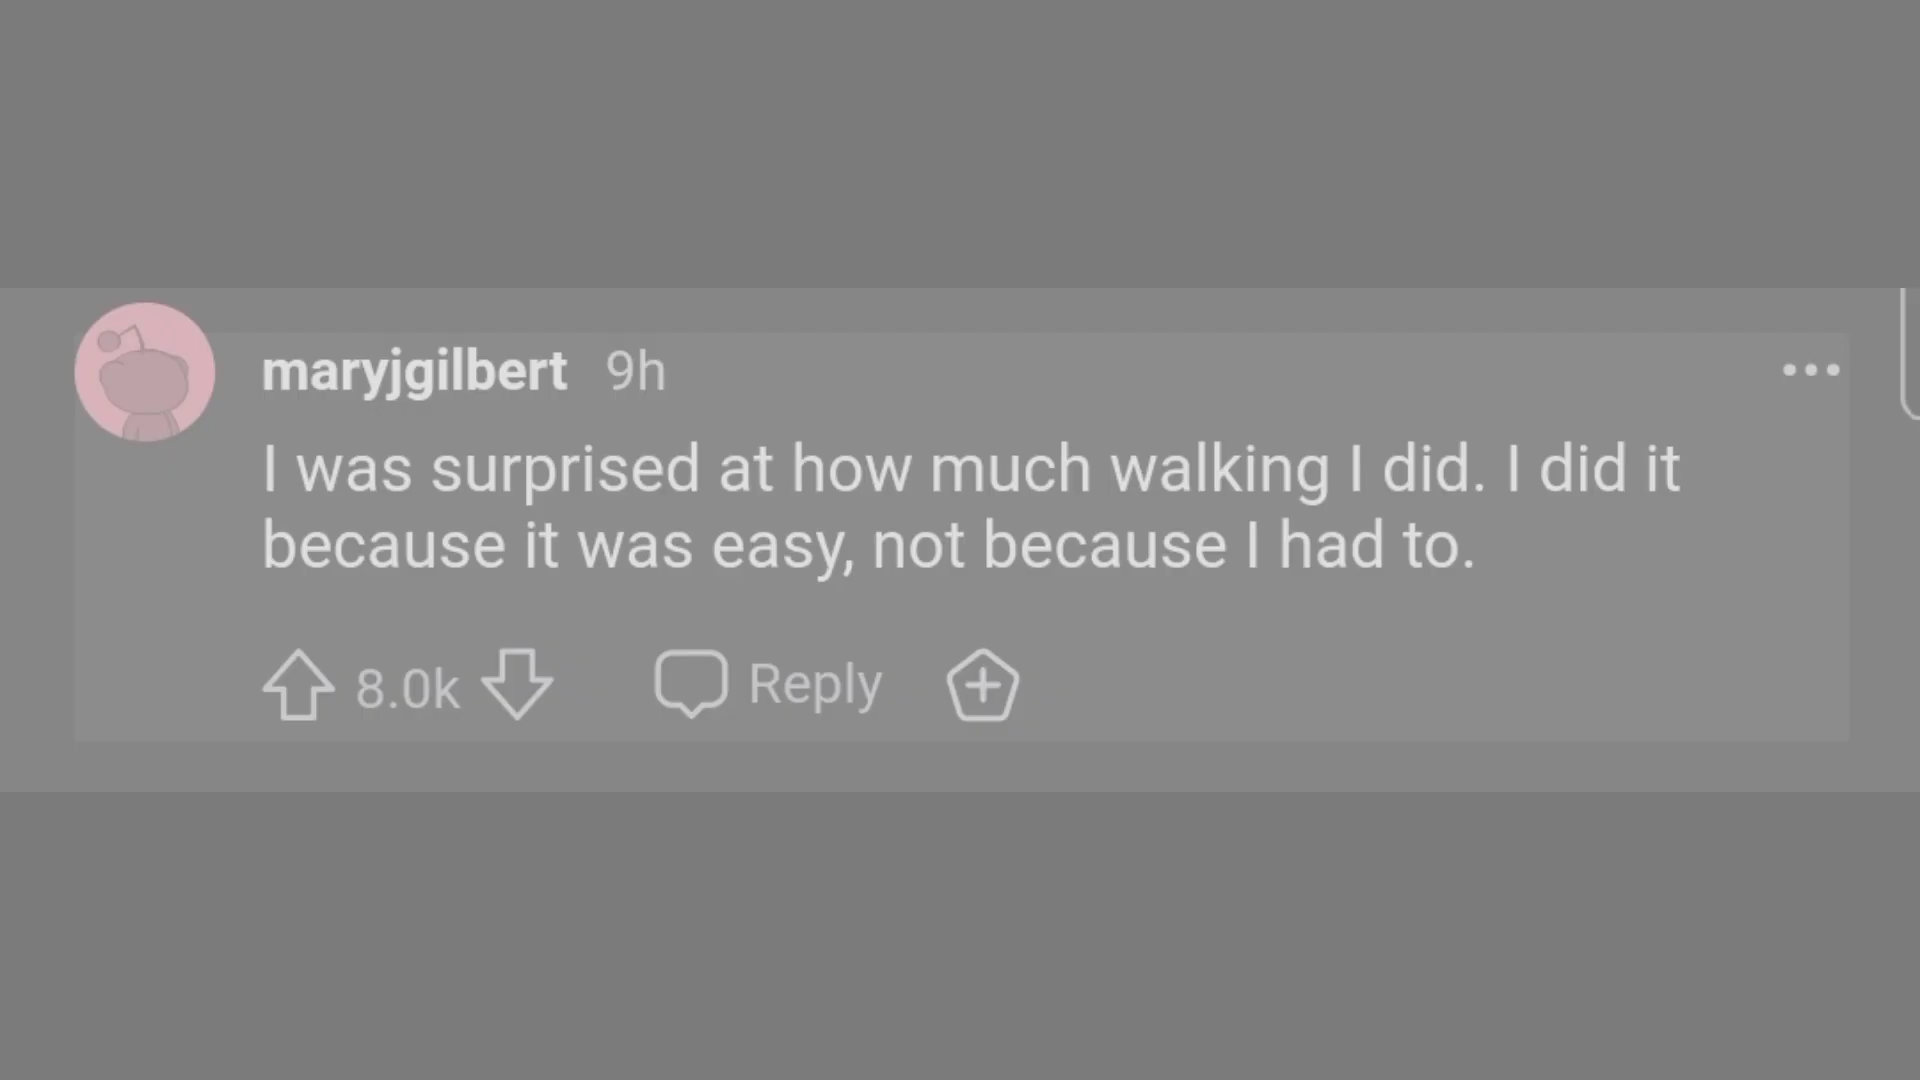 maryjgilbert 9h
I was surprised at how much walking I did. I did it
because it was easy, not because I had to.
8.0k Reply